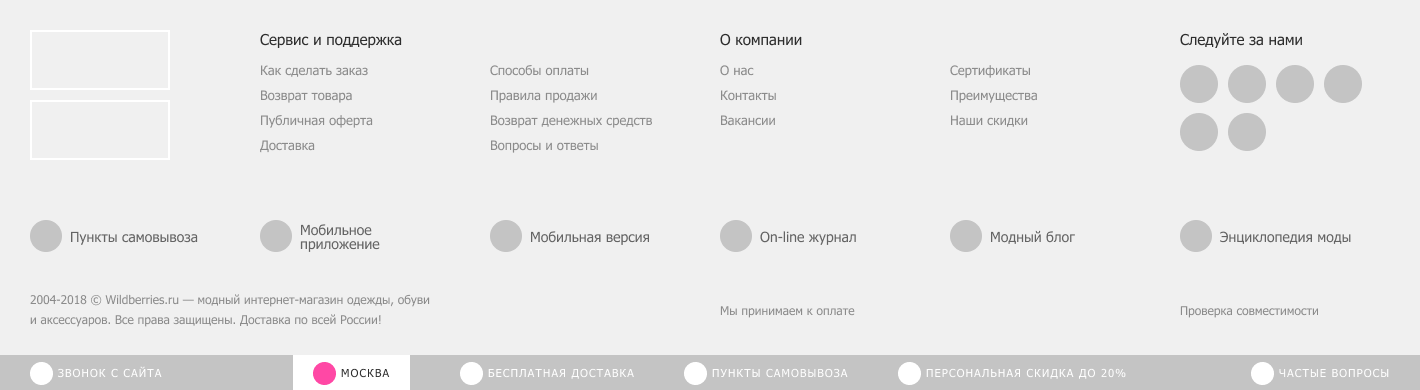 Сервис и поддержка
Как сделать заказ
Возврат товара
Публичная оферта
Доставка
Способы оплаты
Правила продажи
Возврат денежных средств
Вопросы и ответы
О компании
О нас
Контакты
Вакансии
Сертификаты
Преимущества
Наши скидки
Следуйте за нами
Пункты самовывоза
Мобильное
приложение
Мобильная версия
On-line журнал
Модный блог
Энциклопедия моды
2004-2018 © Wildberries.ru — модный интернет-магазин одежды, обуви
и аксессуаров. Все права защищены. Доставка по всей России!
Мы принимаем к оплате
Проверка совместимости
ЗВОНОК С САЙТА
МОСКВА
БЕСПЛАТНАЯ ДОСТАВКА
ПУНКТЫ САМОВЫВОЗА
ПЕРСОНАЛЬНАЯ СКИДКА ДО 20%
ЧАСТЫЕ ВОПРОСЫ